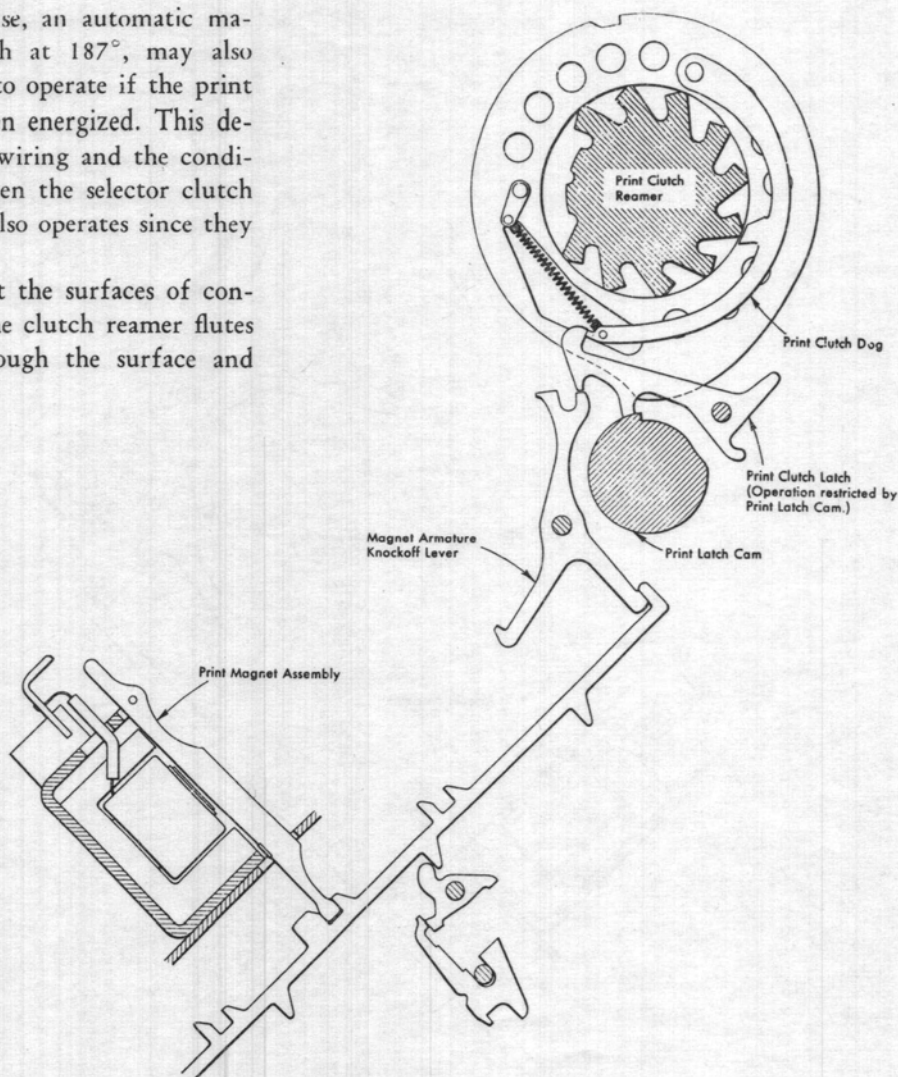 se, an automatic ma-
h at 187°, may also
to operate if the print
n energized. This de-
wiring and the condi-
en the selector clutch
lso operates since they
t the surfaces of con-
e clutch reamer flutes
ough the surface and
Print Clutch
Reamer
Print Clutch Dog
Print Clutch Latch
(Operation restricted by
Print Latch Cam.)
Magnet Armature
Knockoff Lever
Print Latch Cam
Print Magnet Assembly